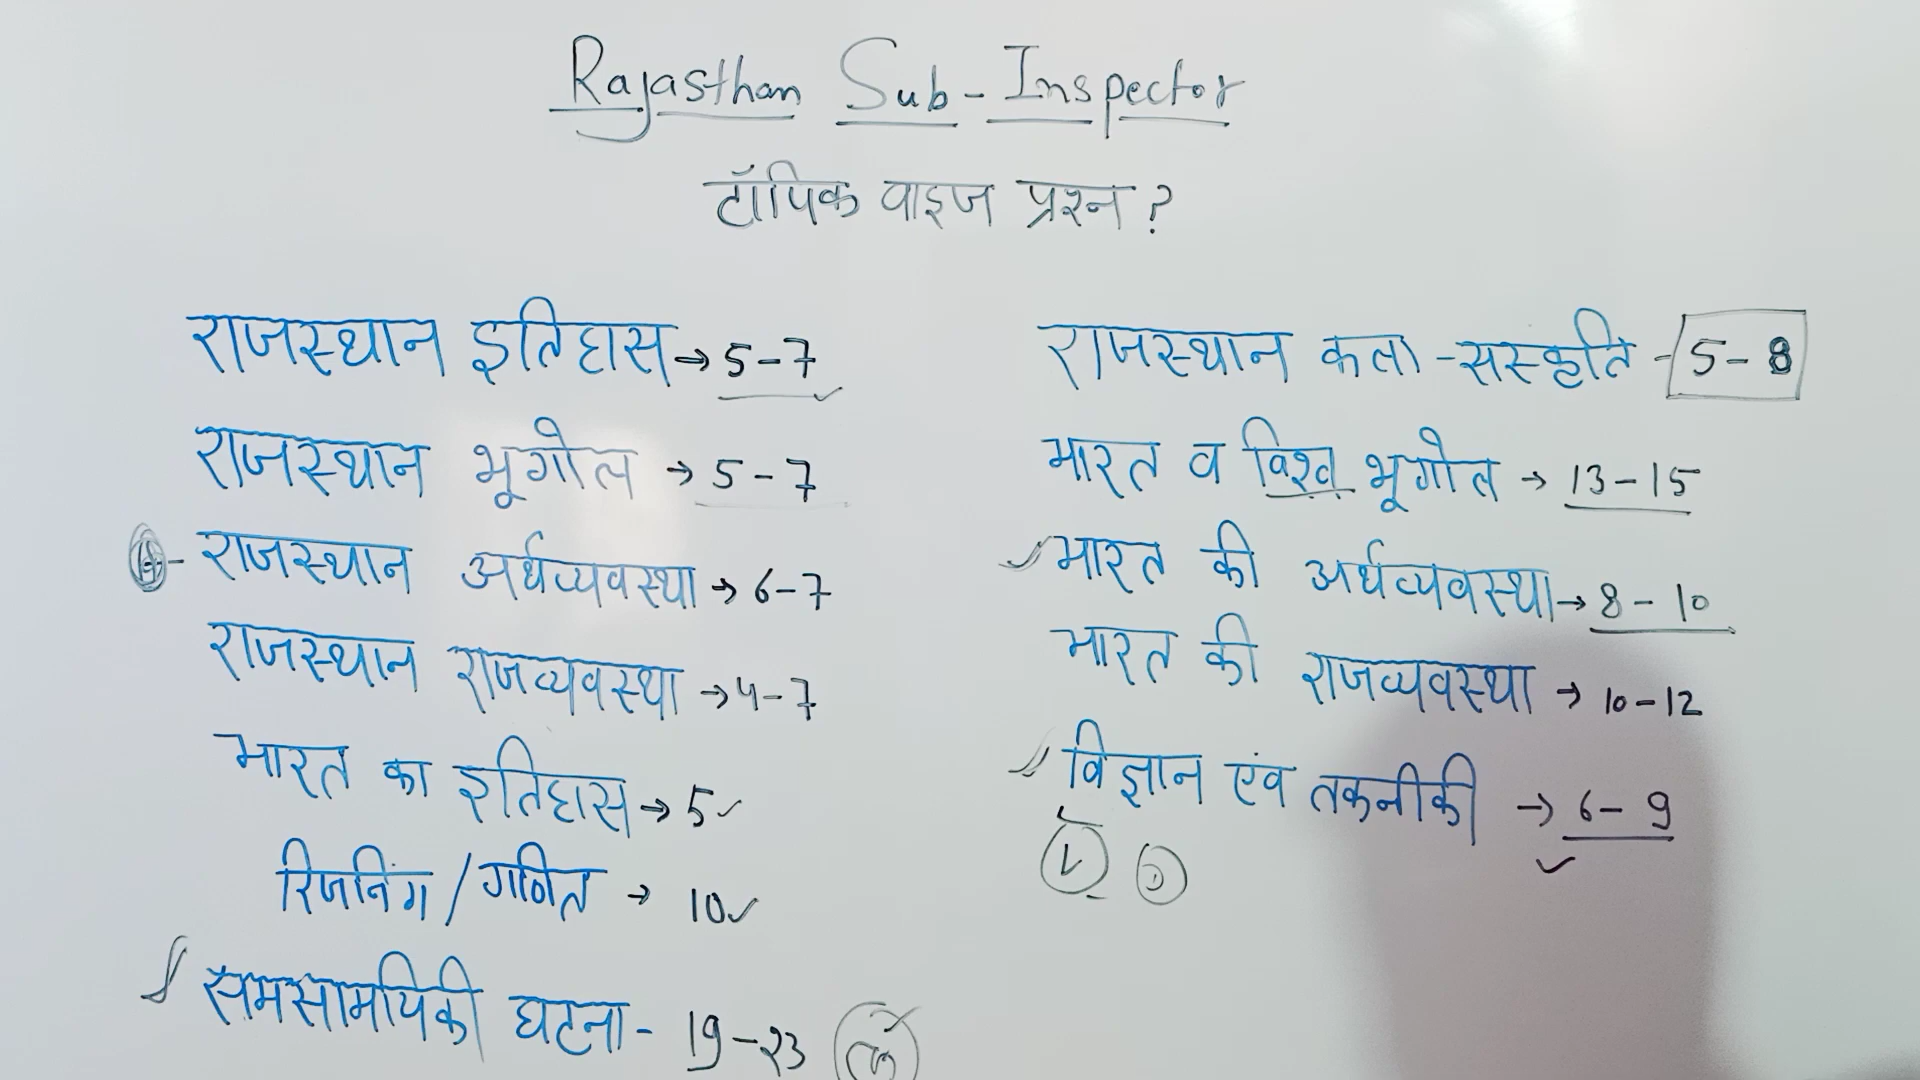 Rajasthan Sub-Inspector
टॉपिक वाइज प्रश्न ?
राजस्थान इतिहास → 5-7
राजस्थान भूगोल → 5-7
राजस्थान अर्थव्यवस्था → 6-7
राजस्थान राजव्यवस्था → 4-7
भारत का इतिहास → 5
रिजनिंग / गणित → 10
समसामयिकी घटना - 19-23
राजस्थान कला - संस्कृति - 5-8
भारत व विश्व भूगोल → 13-15
भारत की अर्थव्यवस्था → 8-10
भारत की राजव्यवस्था → 10-12
विज्ञान एंव तकनीकी → 6-9